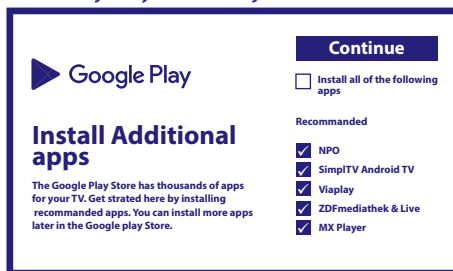 Google Play
Install Additional
apps
The Google Play Store has thousands of apps
for your TV. Get strated here by installing
recommanded apps. You can install more apps
later in the Google play Store.
Continue
Install all of the following
apps
Recommanded
NPO
SimplTV Android TV
Viaplay
ZDFmediathek & Live
MX Player